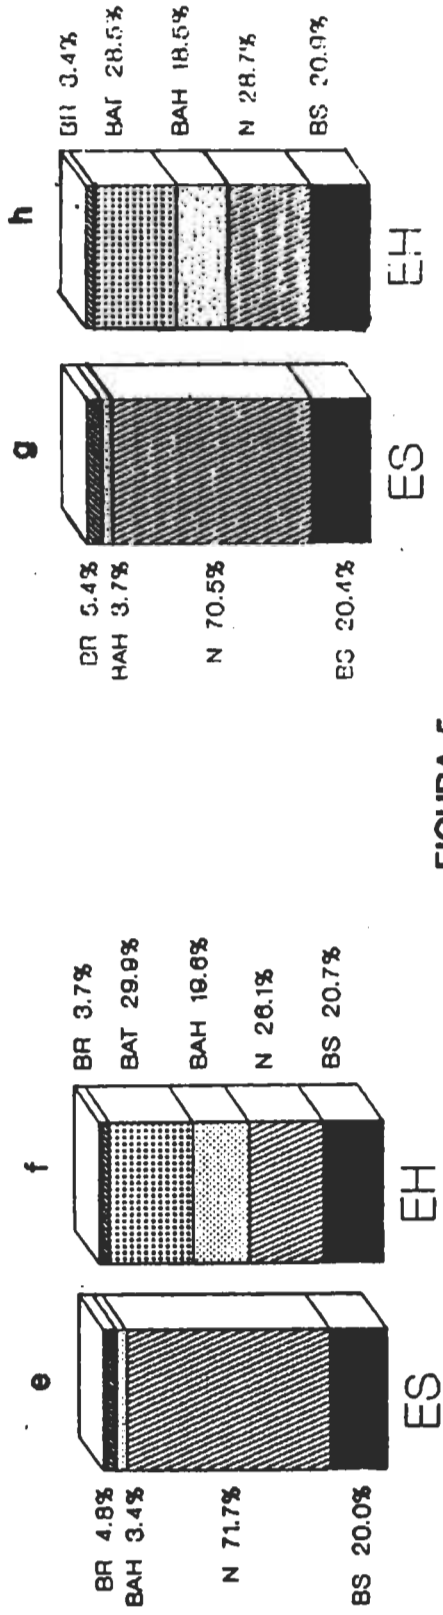 e
BR 4.8%
BAH 3.4%
N 71.7%
BS 20.0%
ES
f
BR 3.7%
BAT 29.9%
BAH 19.6%
N 26.1%
BS 20.7%
EH
g
BR 5.4%
BAH 3.7%
N 70.5%
BS 20.4%
ES
h
BR 3.4%
BAT 28.5%
BAH 18.5%
N 28.7%
BS 20.9%
EH
FIGURA